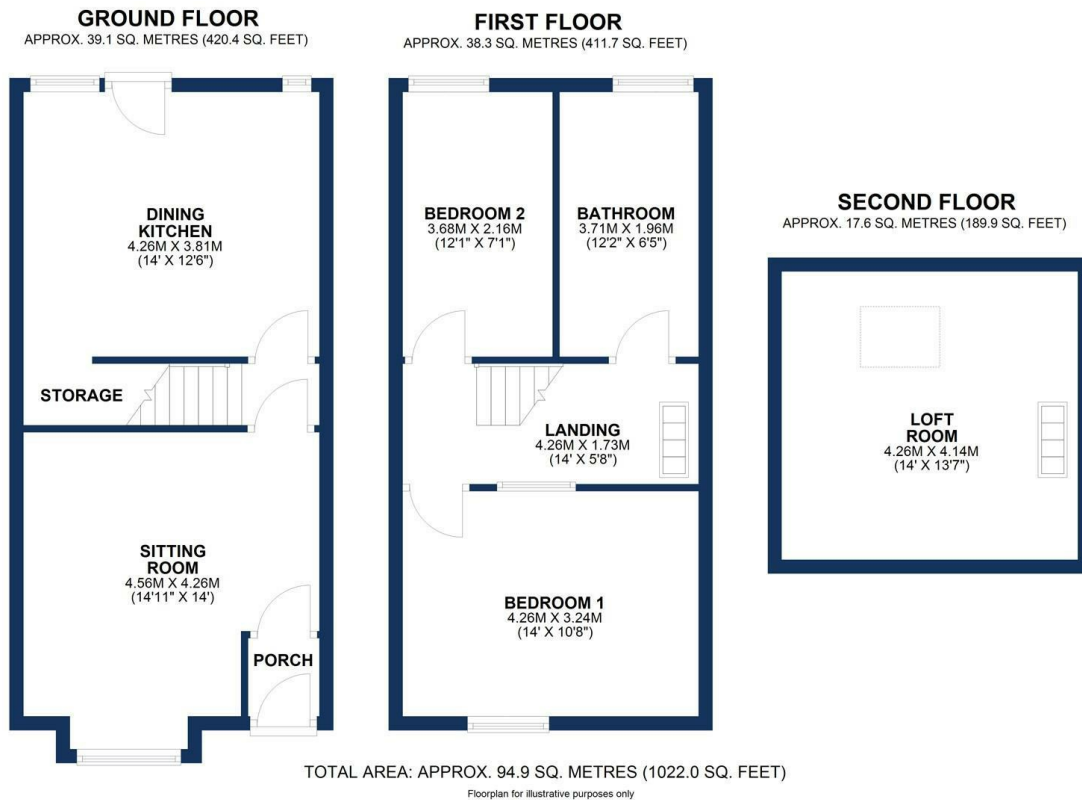 GROUND FLOOR
APPROX. 39.1 SQ. METRES (420.4 SQ. FEET)
DINING
KITCHEN
4.26M X 3.81M
(14' X 12'6")
STORAGE
SITTING
ROOM
4.56M X 4.26M
(14'11" X 14')
PORCH
FIRST FLOOR
APPROX. 38.3 SQ. METRES (411.7 SQ. FEET)
BEDROOM 2
3.68M X 2.16M
(12'1" X 7'1")
BATHROOM
3.71M X 1.96M
(12'2" X 6'5")
LANDING
4.26M X 1.73M
(14' X 5'8")
BEDROOM 1
4.26M X 3.24M
(14' X 10'8")
SECOND FLOOR
APPROX. 17.6 SQ. METRES (189.9 SQ. FEET)
LOFT
ROOM
4.26M X 4.14M
(14' X 13'7")
TOTAL AREA: APPROX. 94.9 SQ. METRES (1022.0 SQ. FEET)
Floorplan for illustrative purposes only